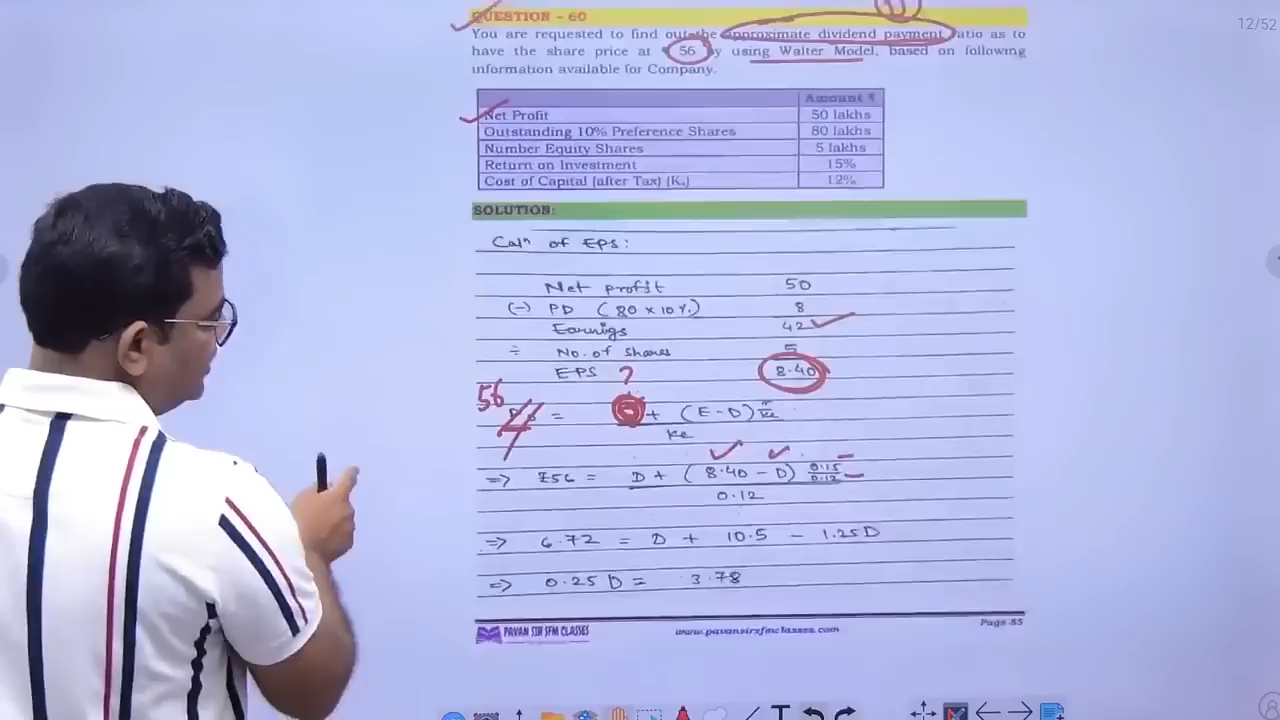 12/52
QUESTION - 60
You are requested to find out the approximate dividend payment ratio as to
have the share price at 56 by using Walter Model, based on following
information available for Company.
Amount ₹
Net Profit 50 lakhs
Outstanding 10% Preference Shares 80 lakhs
Number Equity Shares 5 lakhs
Return on Investment 15%
Cost of Capital (after Tax) (Kₑ) 12%
SOLUTION:
Calⁿ of EPS:
Net profit 50
(-) PD (80 x 10%) 8
Earnigs 42
÷ No. of shares 5
EPS ? 8.40
56 = + (E-D) r/Ke
Ke
=> ₹56 = D + (8.40 - D) 0.15/0.12
0.12
=> 6.72 = D + 10.5 - 1.25D
=> 0.25D = 3.78
PAVAN SIR SFM CLASSES www.pavansirsfmclasses.com Page 55